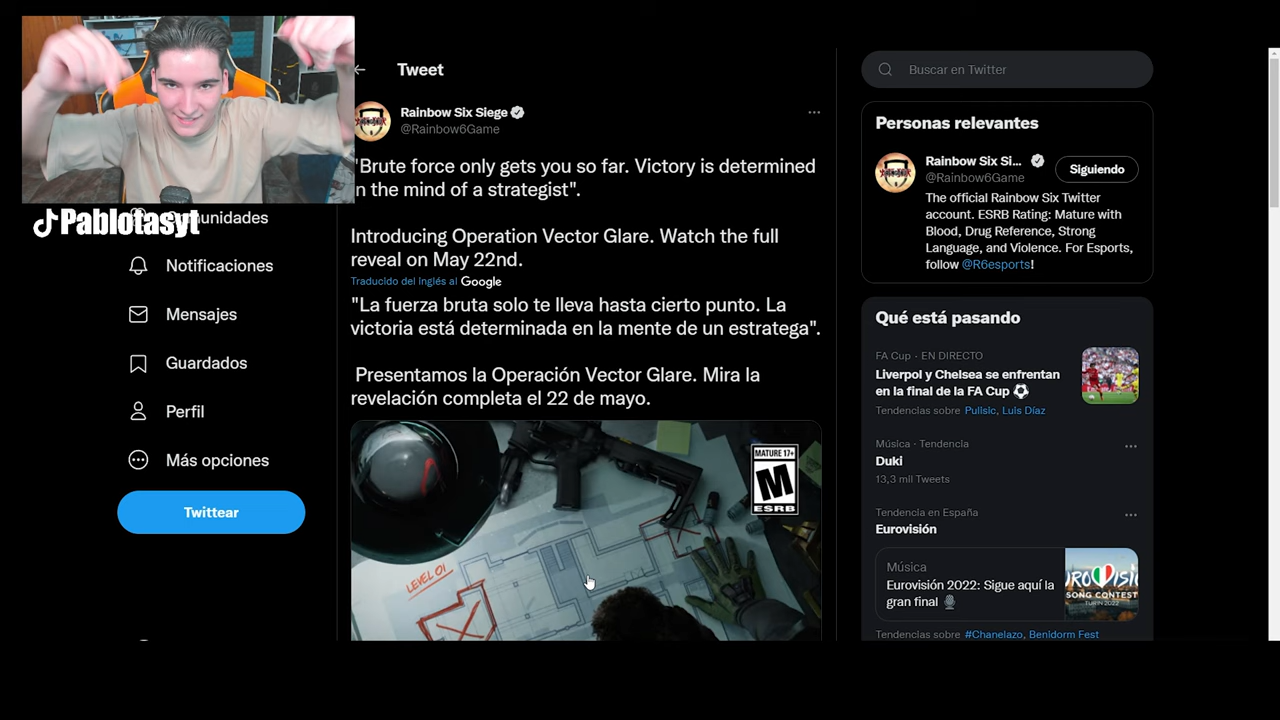 Pablotasyt
unidades
Notificaciones
Mensajes
Guardados
Perfil
Más opciones
Twittear
Tweet
Rainbow Six Siege
@Rainbow6Game
"Brute force only gets you so far. Victory is determined
in the mind of a strategist".
Introducing Operation Vector Glare. Watch the full
reveal on May 22nd.
Traducido del inglés al Google
"La fuerza bruta solo te lleva hasta cierto punto. La
victoria está determinada en la mente de un estratega".
Presentamos la Operación Vector Glare. Mira la
revelación completa el 22 de mayo.
MATURE 17+
M
ESRB
LEVEL 01
Buscar en Twitter
Personas relevantes
Rainbow Six Si...
@Rainbow6Game
Siguiendo
The official Rainbow Six Twitter
account. ESRB Rating: Mature with
Blood, Drug Reference, Strong
Language, and Violence. For Esports,
follow @R6esports!
Qué está pasando
FA Cup · EN DIRECTO
Liverpol y Chelsea se enfrentan
en la final de la FA Cup ⚽
Tendencias sobre Pulisic, Luis Díaz
Música · Tendencia
Duki
13,3 mil Tweets
Tendencia en España
Eurovisión
Música
Eurovisión 2022: Sigue aquí la
gran final 🎙️
UROVISIO
SONG CONTEST
TURIN 2022
Tendencias sobre #Chanelazo, Benidorm Fest